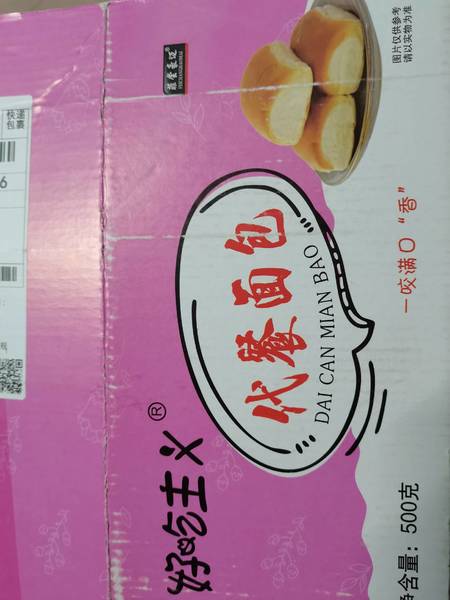 快递
包裹
6
图片仅供参考
请以实物为准
一咬满口“香”
代餐面包
DAI CAN MIAN BAO
好吃主义®
净含量：500克